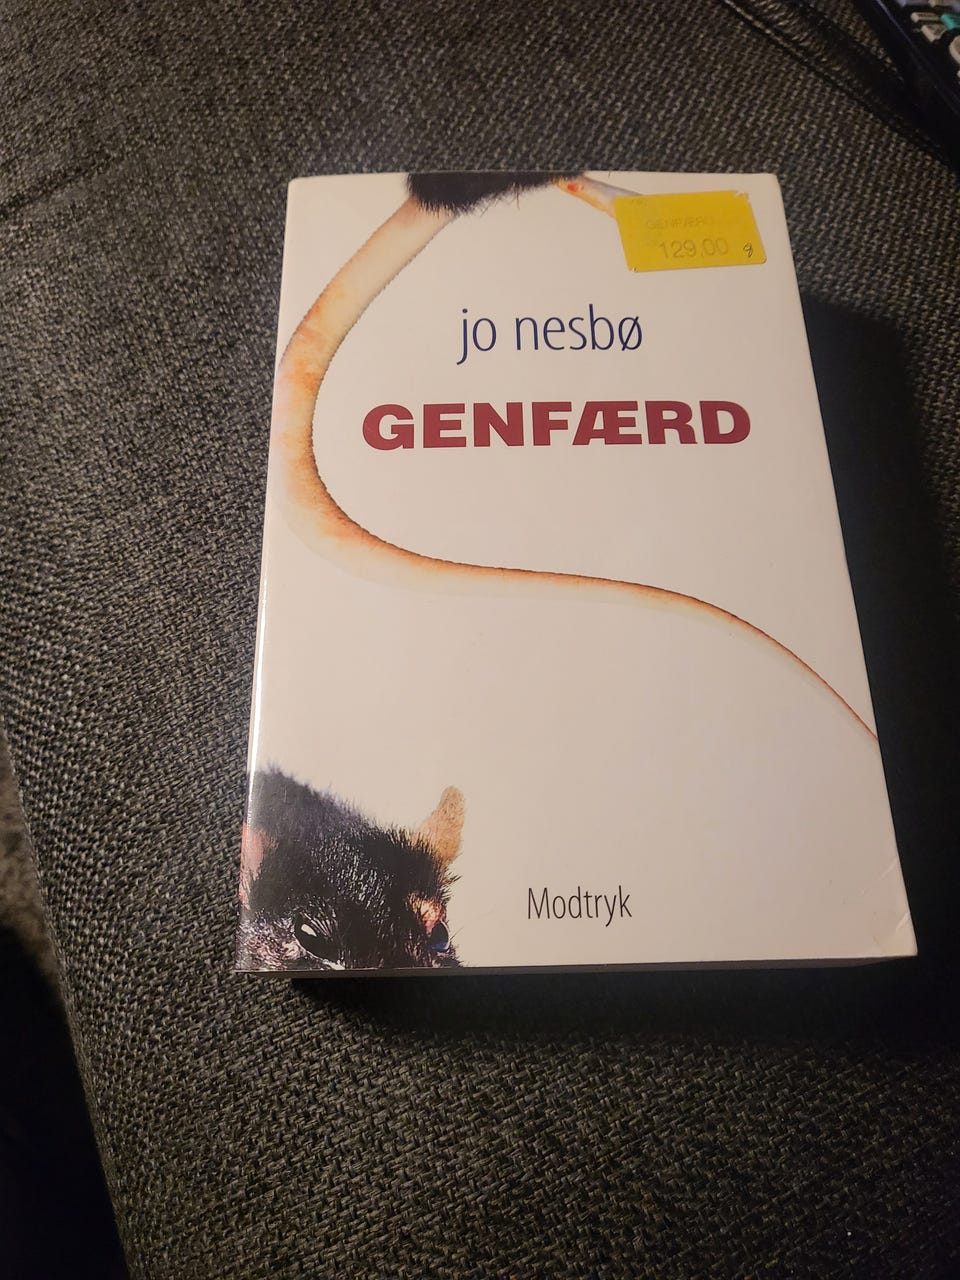 GENFÆRD
129,00
jo nesbø
GENFÆRD
Modtryk